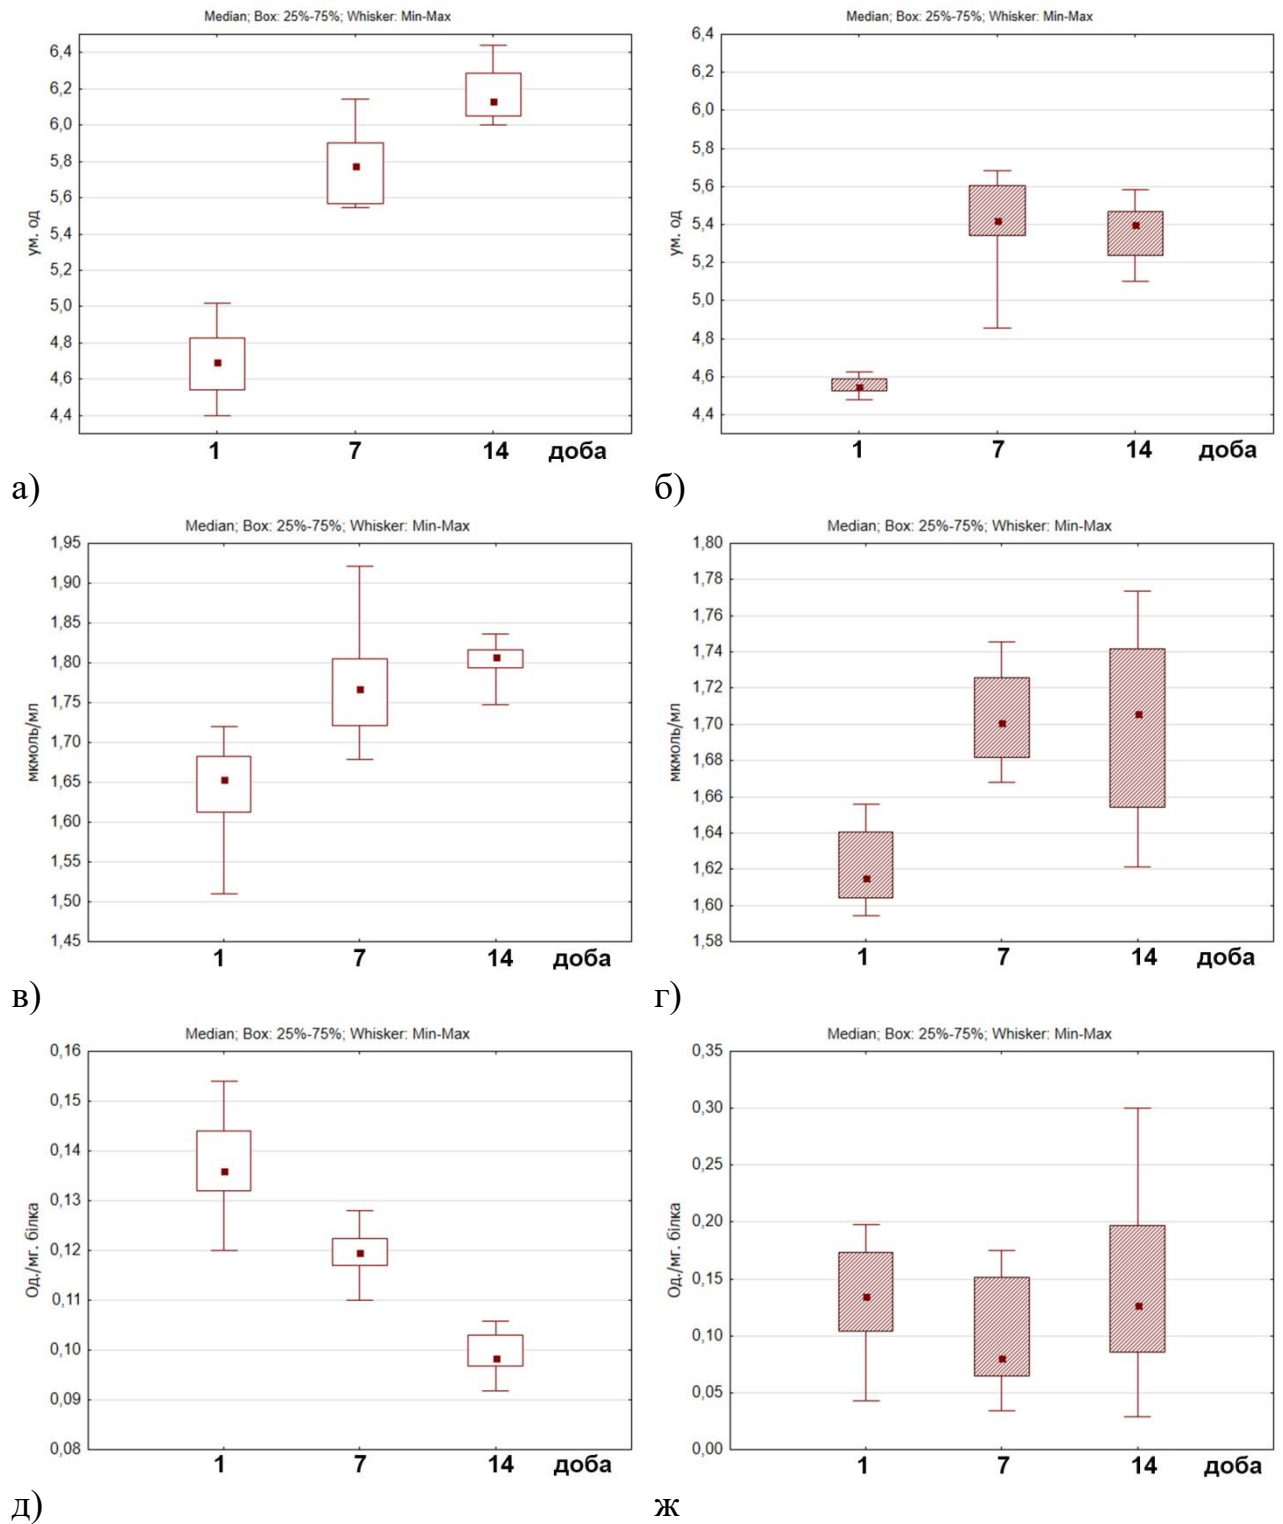 Median; Box: 25%-75%; Whisker: Min-Max
6,4
6,2
6,0
5,8
5,6
5,4
5,2
5,0
4,8
4,6
4,4
ум. од
1 7 14 доба
а)
Median; Box: 25%-75%; Whisker: Min-Max
6,4
6,2
6,0
5,8
5,6
5,4
5,2
5,0
4,8
4,6
4,4
ум. од
1 7 14 доба
б)
Median; Box: 25%-75%; Whisker: Min-Max
1,95
1,90
1,85
1,80
1,75
1,70
1,65
1,60
1,55
1,50
1,45
мкмоль/мл
1 7 14 доба
в)
Median; Box: 25%-75%; Whisker: Min-Max
1,80
1,78
1,76
1,74
1,72
1,70
1,68
1,66
1,64
1,62
1,60
1,58
мкмоль/мл
1 7 14 доба
г)
Median; Box: 25%-75%; Whisker: Min-Max
0,16
0,15
0,14
0,13
0,12
0,11
0,10
0,09
0,08
Од./мг. білка
1 7 14 доба
д)
Median; Box: 25%-75%; Whisker: Min-Max
0,35
0,30
0,25
0,20
0,15
0,10
0,05
0,00
Од./мг. білка
1 7 14 доба
ж